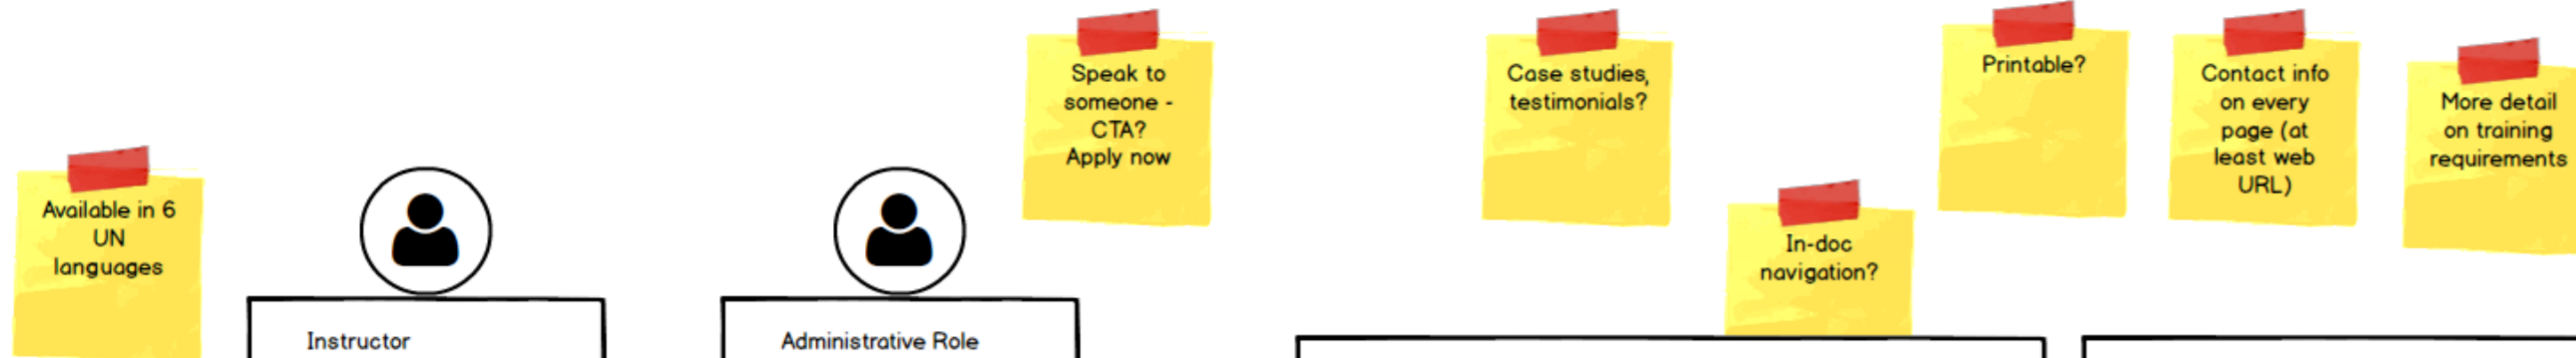 Available in 6
UN
languages
Instructor
Administrative Role
Speak to
someone -
CTA?
Apply now
Case studies,
testimonials?
In-doc
navigation?
Printable?
Contact info
on every
page (at
least web
URL)
More detail
on training
requirements